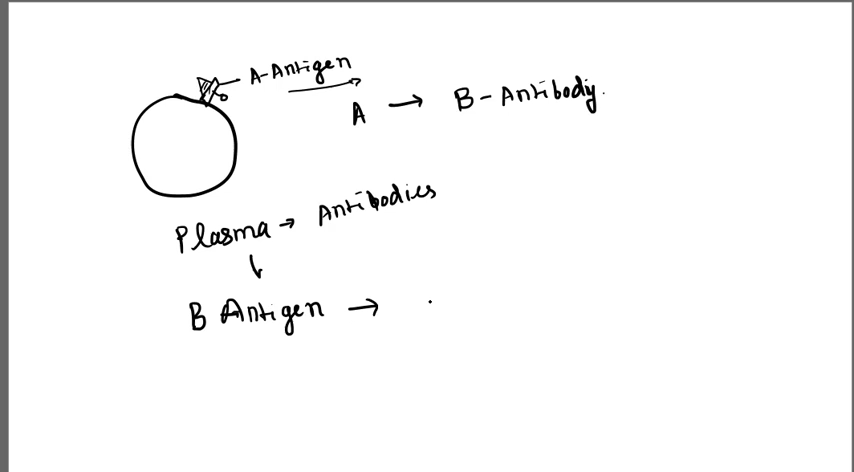 A-Antigen
A → B-Antibody.
Plasma → Antibodies
B Antigen →